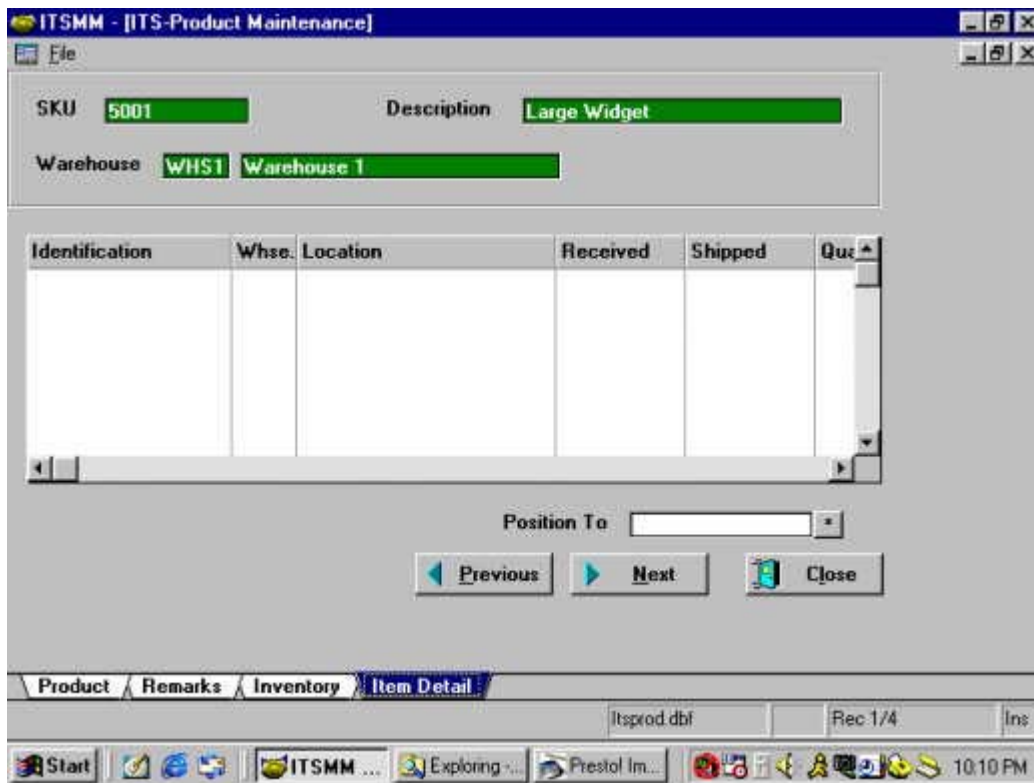 ITSMM - [ITS-Product Maintenance]
File
SKU 5001 Description Large Widget
Warehouse WHS1 Warehouse 1
Identification Whse. Location Received Shipped Qua
Position To *
Previous Next Close
Product Remarks Inventory Item Detail
Itsprod.dbf Rec 1/4 Ins
Start ITSMM ... Exploring -... Presto! Im... 10:10 PM